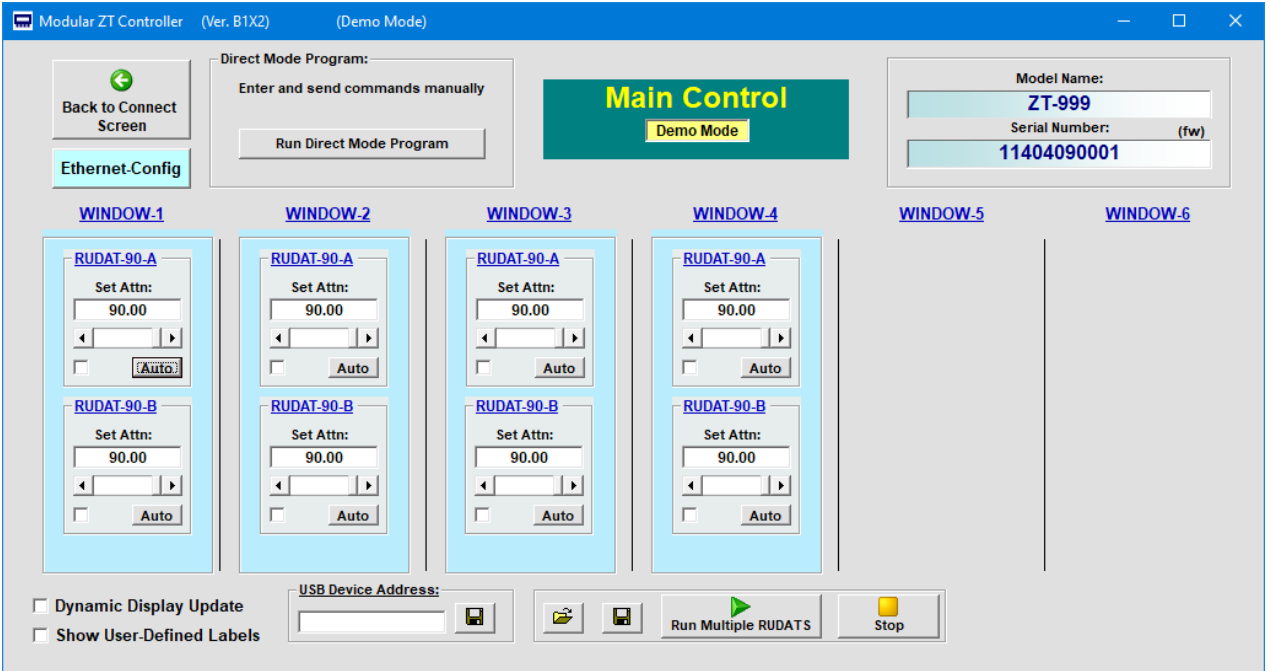 Modular ZT Controller (Ver. B1X2) (Demo Mode)
Back to Connect
Screen
Ethernet-Config
Direct Mode Program:
Enter and send commands manually
Run Direct Mode Program
Main Control
Demo Mode
Model Name:
ZT-999
Serial Number: (fw)
11404090001
WINDOW-1 WINDOW-2 WINDOW-3 WINDOW-4 WINDOW-5 WINDOW-6
RUDAT-90-A RUDAT-90-A RUDAT-90-A RUDAT-90-A
Set Attn: Set Attn: Set Attn: Set Attn:
90.00 90.00 90.00 90.00
Auto Auto Auto Auto
RUDAT-90-B RUDAT-90-B RUDAT-90-B RUDAT-90-B
Set Attn: Set Attn: Set Attn: Set Attn:
90.00 90.00 90.00 90.00
Auto Auto Auto Auto
Dynamic Display Update
Show User-Defined Labels
USB Device Address:
Run Multiple RUDATS
Stop